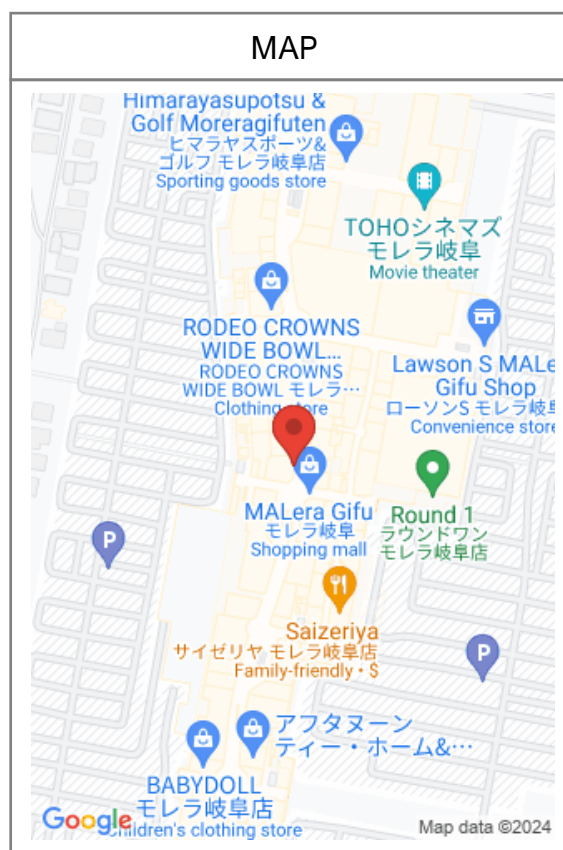 MAP
Himarayasupotsu &
Golf Moreragifuten
ヒマラヤスポーツ&
ゴルフ モレラ岐阜店
Sporting goods store
TOHOシネマズ
モレラ岐阜
Movie theater
RODEO CROWNS
WIDE BOWL...
RODEO CROWNS
WIDE BOWL モレラ…
Clothing store
Lawson S MALe
Gifu Shop
ローソンS モレラ岐阜
Convenience store
MALera Gifu
モレラ岐阜
Shopping mall
Round 1
ラウンドワン
モレラ岐阜店
P
Saizeriya
サイゼリヤ モレラ岐阜店
Family-friendly • $
P
アフタヌーン
ティー・ホーム&…
BABYDOLL
モレラ岐阜店
Children's clothing store
Google
Map data ©2024